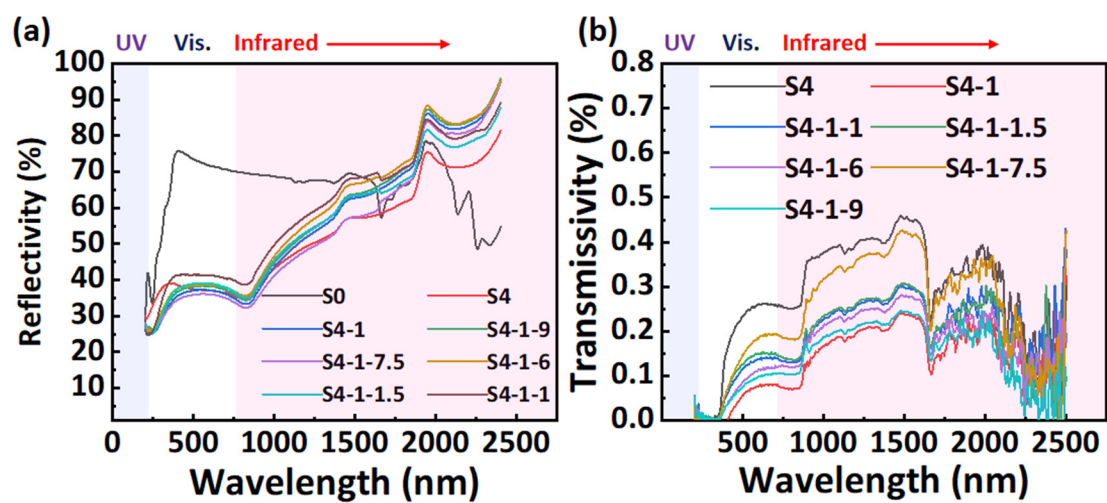 (a)
UV Vis. Infrared
Reflectivity (%)
100
90
80
70
60
50
40
30
20
10
S0 S4
S4-1 S4-1-9
S4-1-7.5 S4-1-6
S4-1-1.5 S4-1-1
0 500 1000 1500 2000 2500
Wavelength (nm)
(b)
UV Vis. Infrared
Transmissivity (%)
0.8
0.7
0.6
0.5
0.4
0.3
0.2
0.1
0.0
S4 S4-1
S4-1-1 S4-1-1.5
S4-1-6 S4-1-7.5
S4-1-9
500 1000 1500 2000 2500
Wavelength (nm)